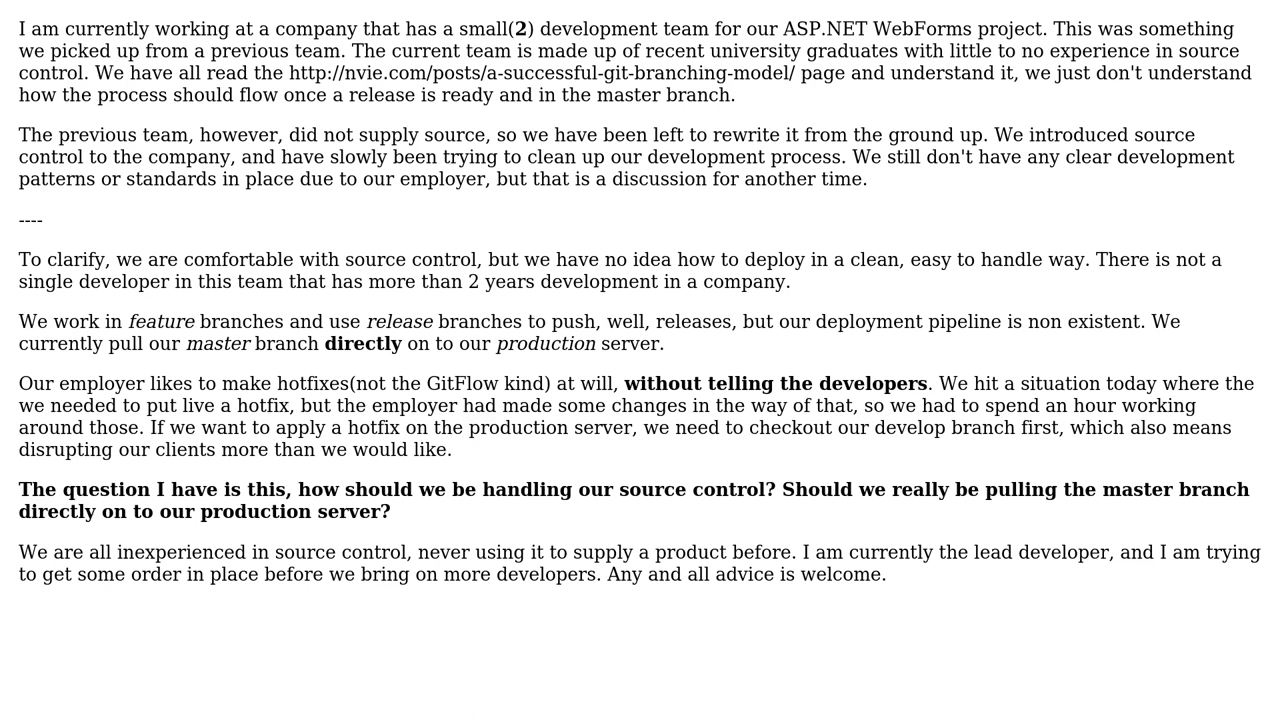 I am currently working at a company that has a small(2) development team for our ASP.NET WebForms project. This was something
we picked up from a previous team. The current team is made up of recent university graduates with little to no experience in source
control. We have all read the http://nvie.com/posts/a-successful-git-branching-model/ page and understand it, we just don't understand
how the process should flow once a release is ready and in the master branch.
The previous team, however, did not supply source, so we have been left to rewrite it from the ground up. We introduced source
control to the company, and have slowly been trying to clean up our development process. We still don't have any clear development
patterns or standards in place due to our employer, but that is a discussion for another time.
----
To clarify, we are comfortable with source control, but we have no idea how to deploy in a clean, easy to handle way. There is not a
single developer in this team that has more than 2 years development in a company.
We work in feature branches and use release branches to push, well, releases, but our deployment pipeline is non existent. We
currently pull our master branch directly on to our production server.
Our employer likes to make hotfixes(not the GitFlow kind) at will, without telling the developers. We hit a situation today where the
we needed to put live a hotfix, but the employer had made some changes in the way of that, so we had to spend an hour working
around those. If we want to apply a hotfix on the production server, we need to checkout our develop branch first, which also means
disrupting our clients more than we would like.
The question I have is this, how should we be handling our source control? Should we really be pulling the master branch
directly on to our production server?
We are all inexperienced in source control, never using it to supply a product before. I am currently the lead developer, and I am trying
to get some order in place before we bring on more developers. Any and all advice is welcome.